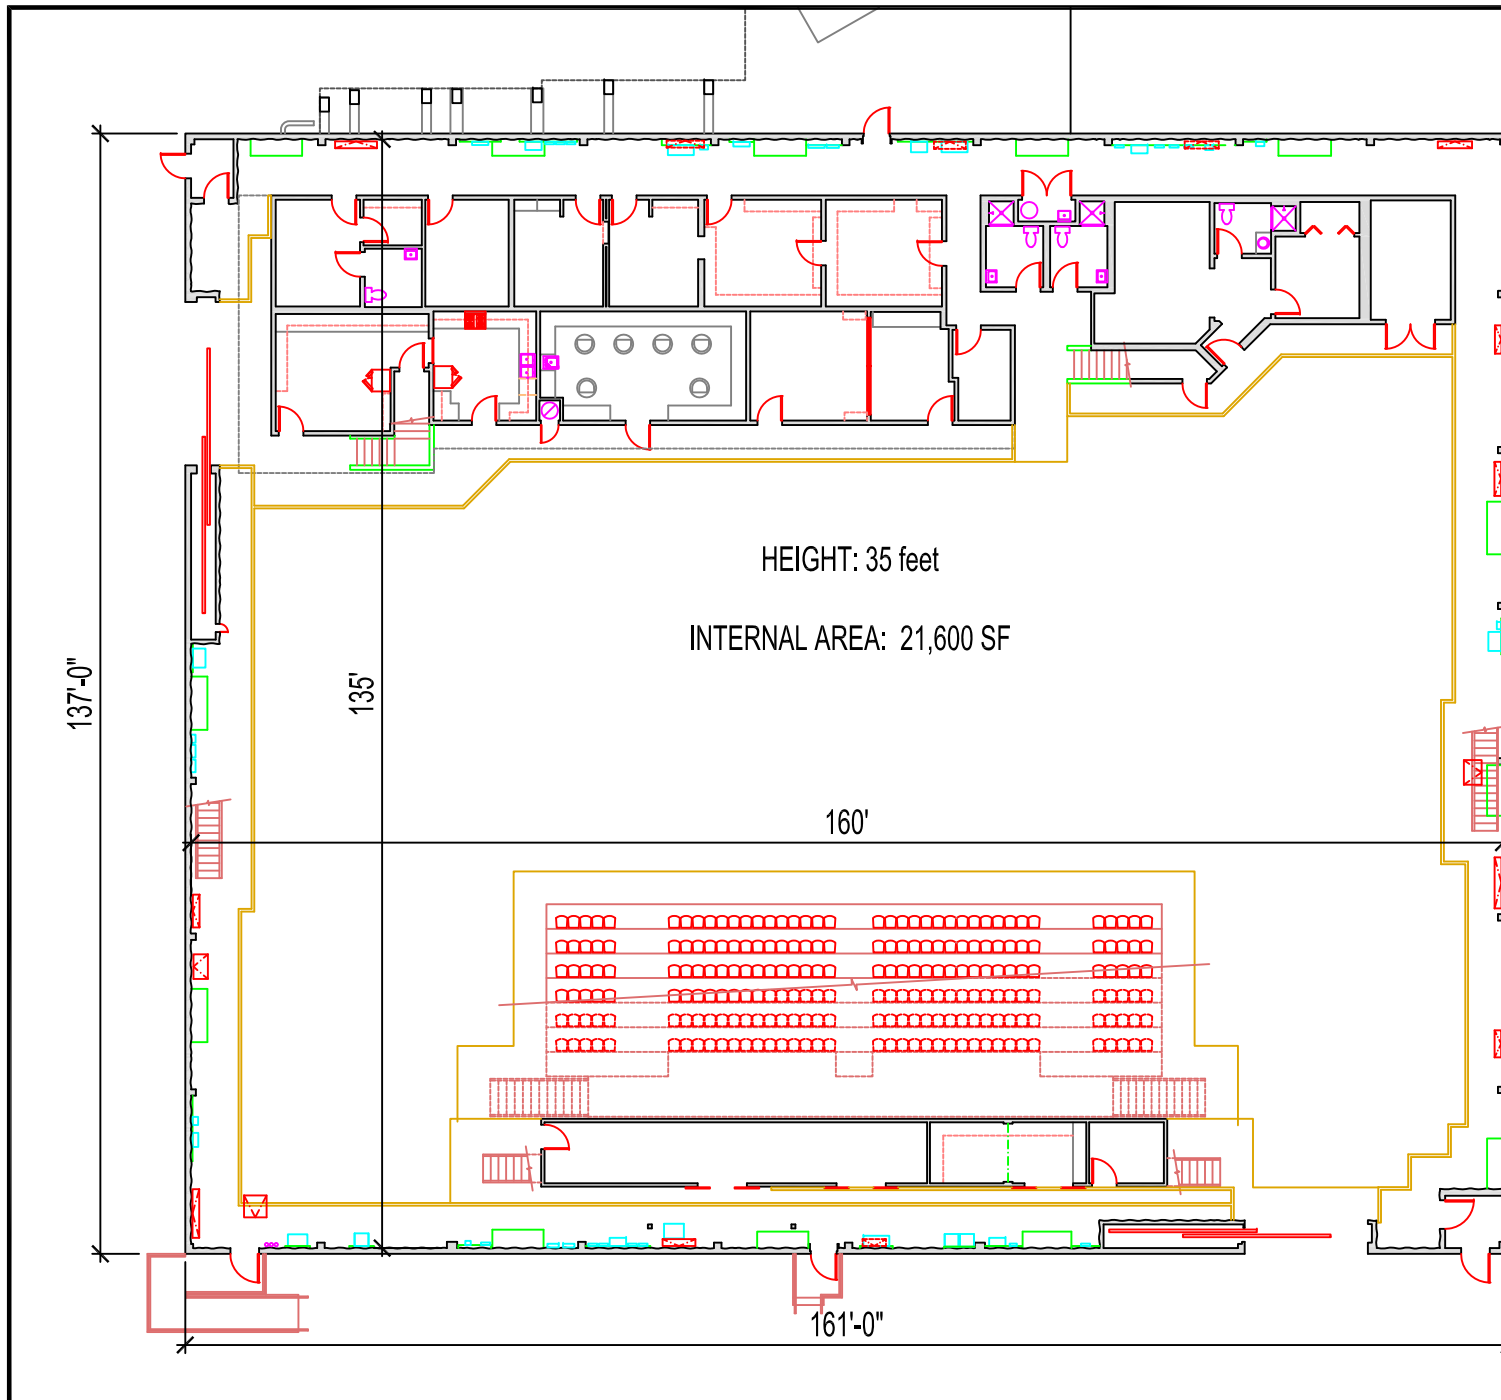 HEIGHT: 35 feet
INTERNAL AREA: 21,600 SF
137'-0"
135'
160'
161'-0"